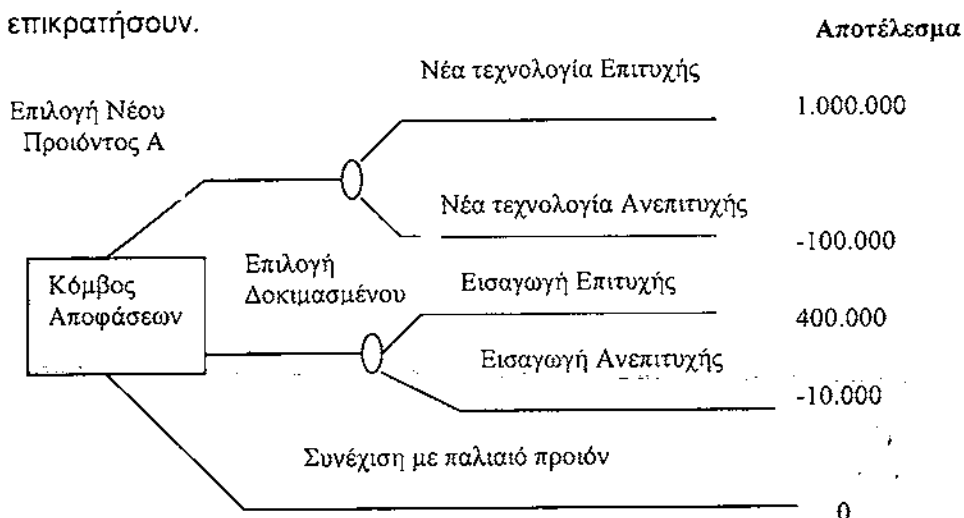 επικρατήσουν.
Αποτέλεσμα
Νέα τεχνολογία Επιτυχής
1.000.000
Επιλογή Νέου
Προιόντος Α
Νέα τεχνολογία Ανεπιτυχής
-100.000
Επιλογή
Δοκιμασμένου
Εισαγωγή Επιτυχής
400.000
Κόμβος
Αποφάσεων
Εισαγωγή Ανεπιτυχής
-10.000
Συνέχιση με παλιαιό προιόν
0